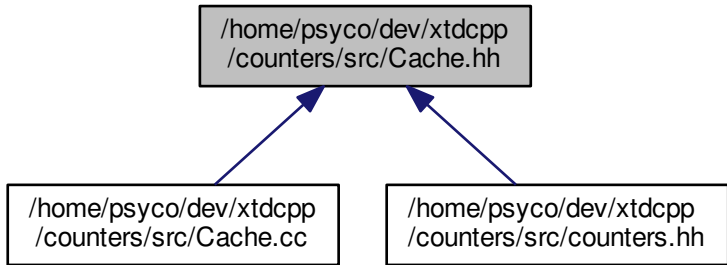 /home/psyco/dev/xtdcpp
/counters/src/Cache.hh
/home/psyco/dev/xtdcpp
/counters/src/Cache.cc
/home/psyco/dev/xtdcpp
/counters/src/counters.hh